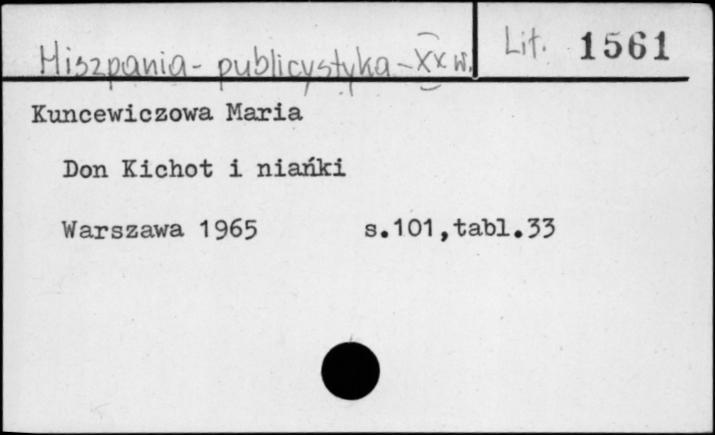 Hiszpania - publicystyka - XX w.
Lit. 1561
Kuncewiczowa Maria
Don Kichot i niańki
Warszawa 1965 s.101,tabl.33